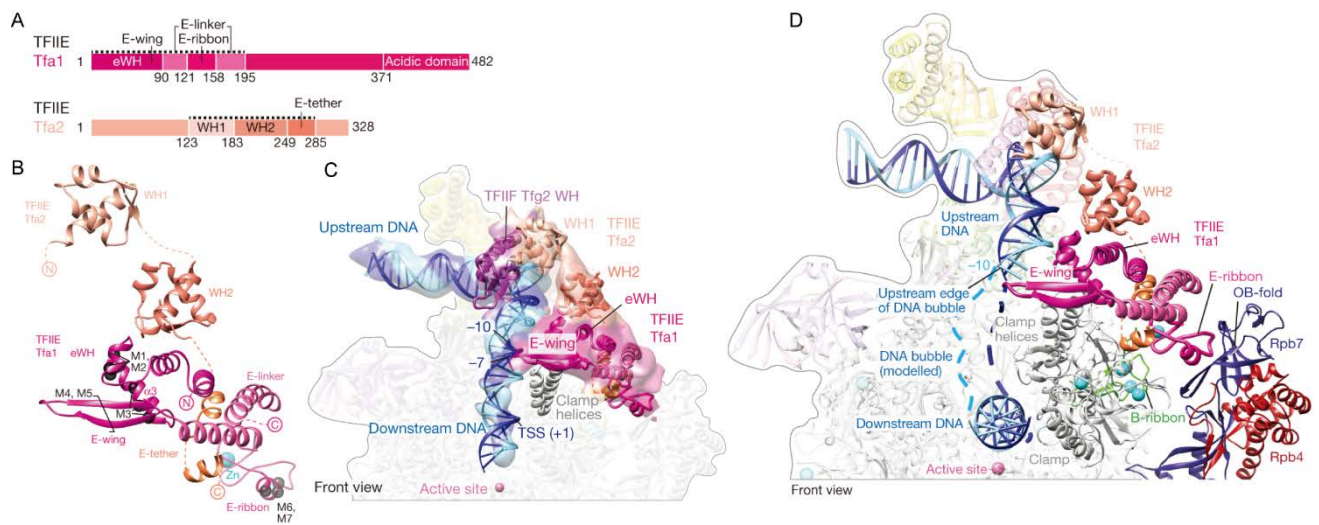 A
E-linker
E-wing
E-ribbon
TFIIE
Tfa1
1
eWH
Acidic domain
482
90
121
158
195
371
TFIIE
E-tether
Tfa2
1
WH1
WH2
328
123
183
249
285
B
WH1
TFIIE
Tfa2
N
WH2
TFIIE
Tfa1
eWH
M1,
M2
M4, M5
α3
N
M3
E-linker
C
E-wing
E-tether
Zn
C
E-ribbon
M6,
M7
C
TFIIF Tfg2 WH
Upstream DNA
WH1
TFIIE
Tfa2
WH2
eWH
–10
E-wing
TFIIE
Tfa1
–7
Clamp
helices
Downstream DNA
TSS (+1)
Front view
Active site
D
WH1
TFIIE
Tfa2
WH2
Upstream
DNA
eWH
TFIIE
Tfa1
–10
E-wing
E-ribbon
OB-fold
Upstream edge
of DNA bubble
Clamp
helices
Rpb7
DNA bubble
(modelled)
B-ribbon
Downstream DNA
Rpb4
Clamp
Active site
Front view